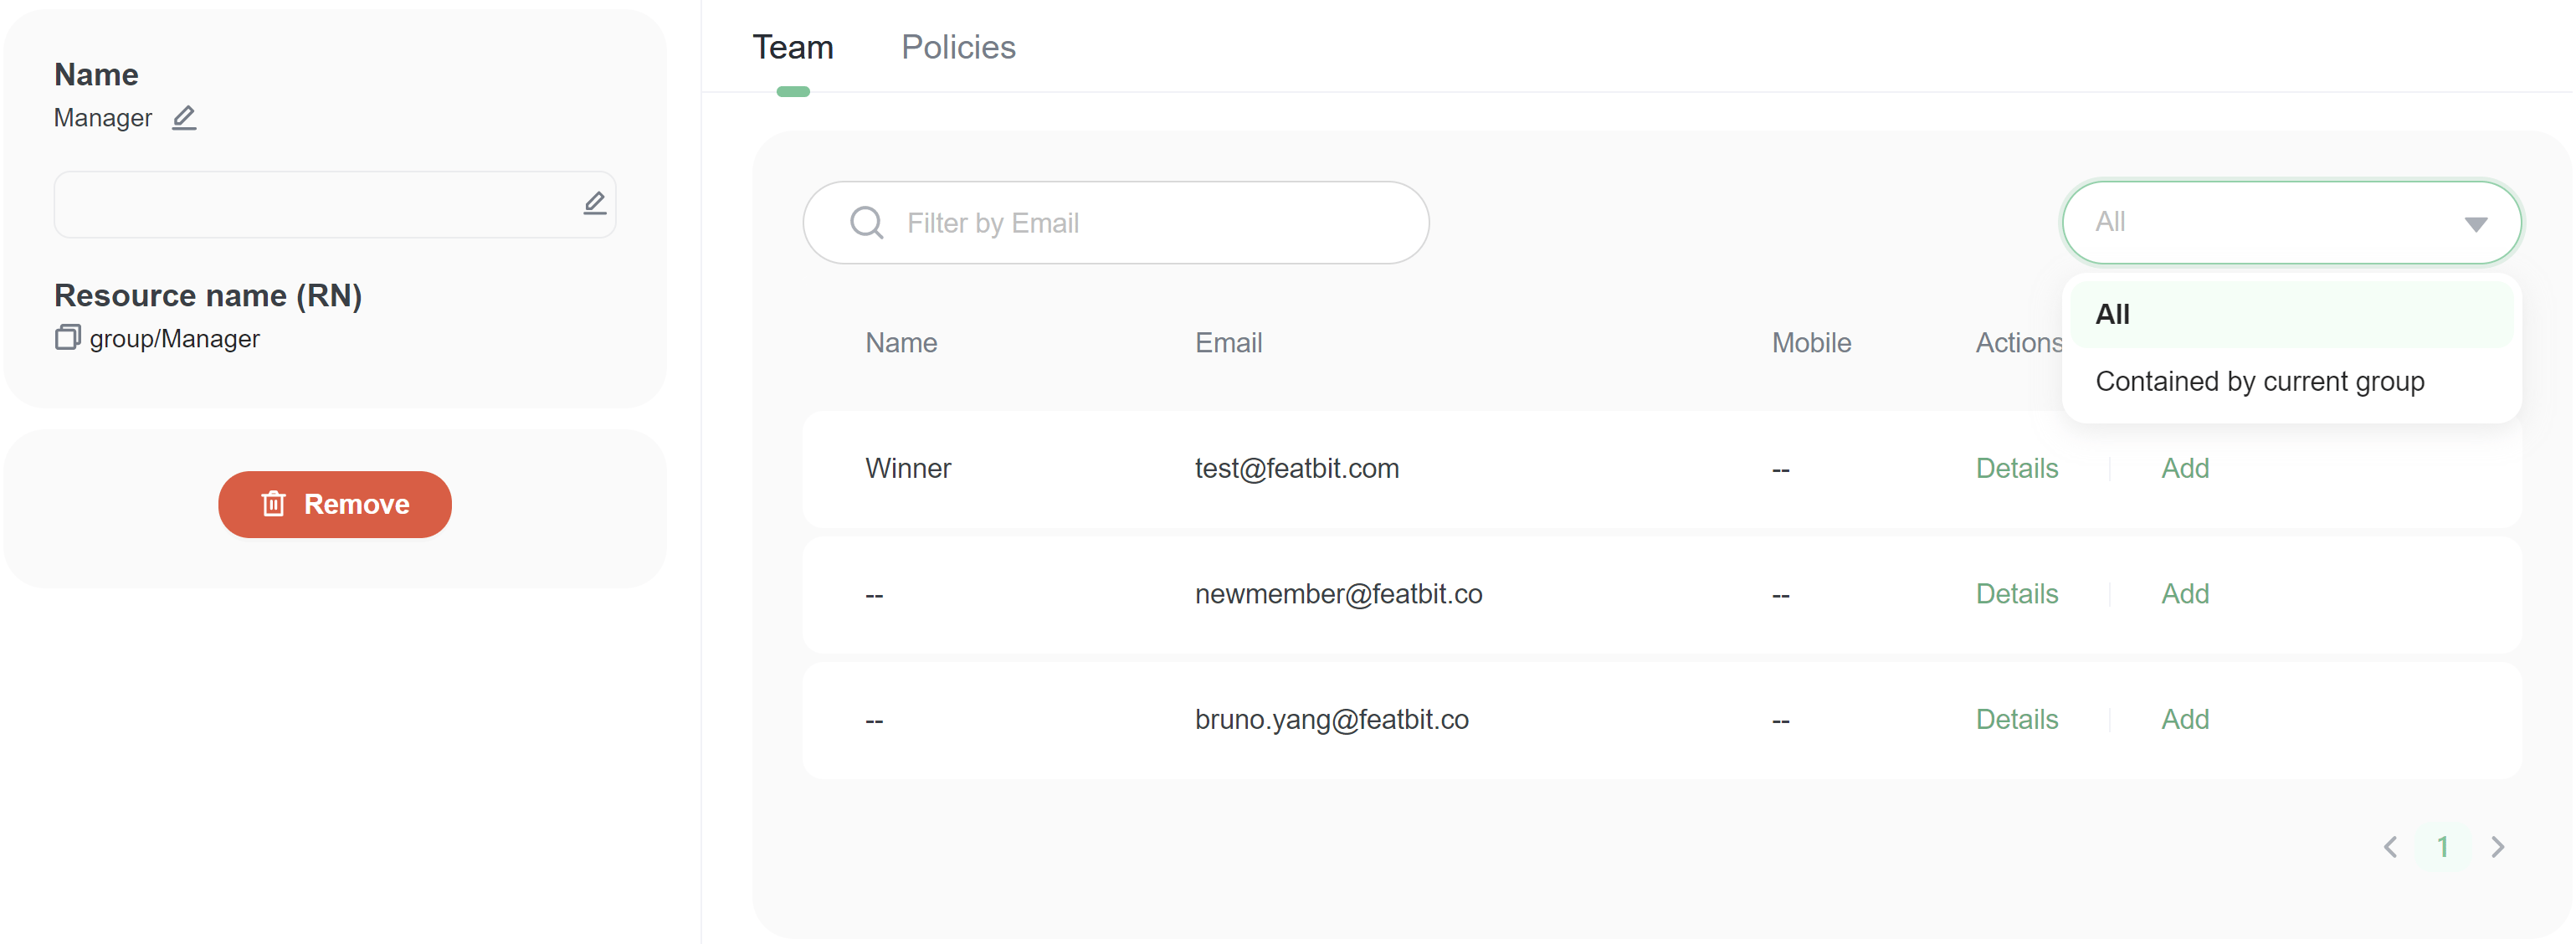 Name
Manager
Resource name (RN)
group/Manager
Remove
Team Policies
Filter by Email
All
All
Contained by current group
Name Email Mobile Actions
Winner test@featbit.com -- Details Add
-- newmember@featbit.co -- Details Add
-- bruno.yang@featbit.co -- Details Add
1